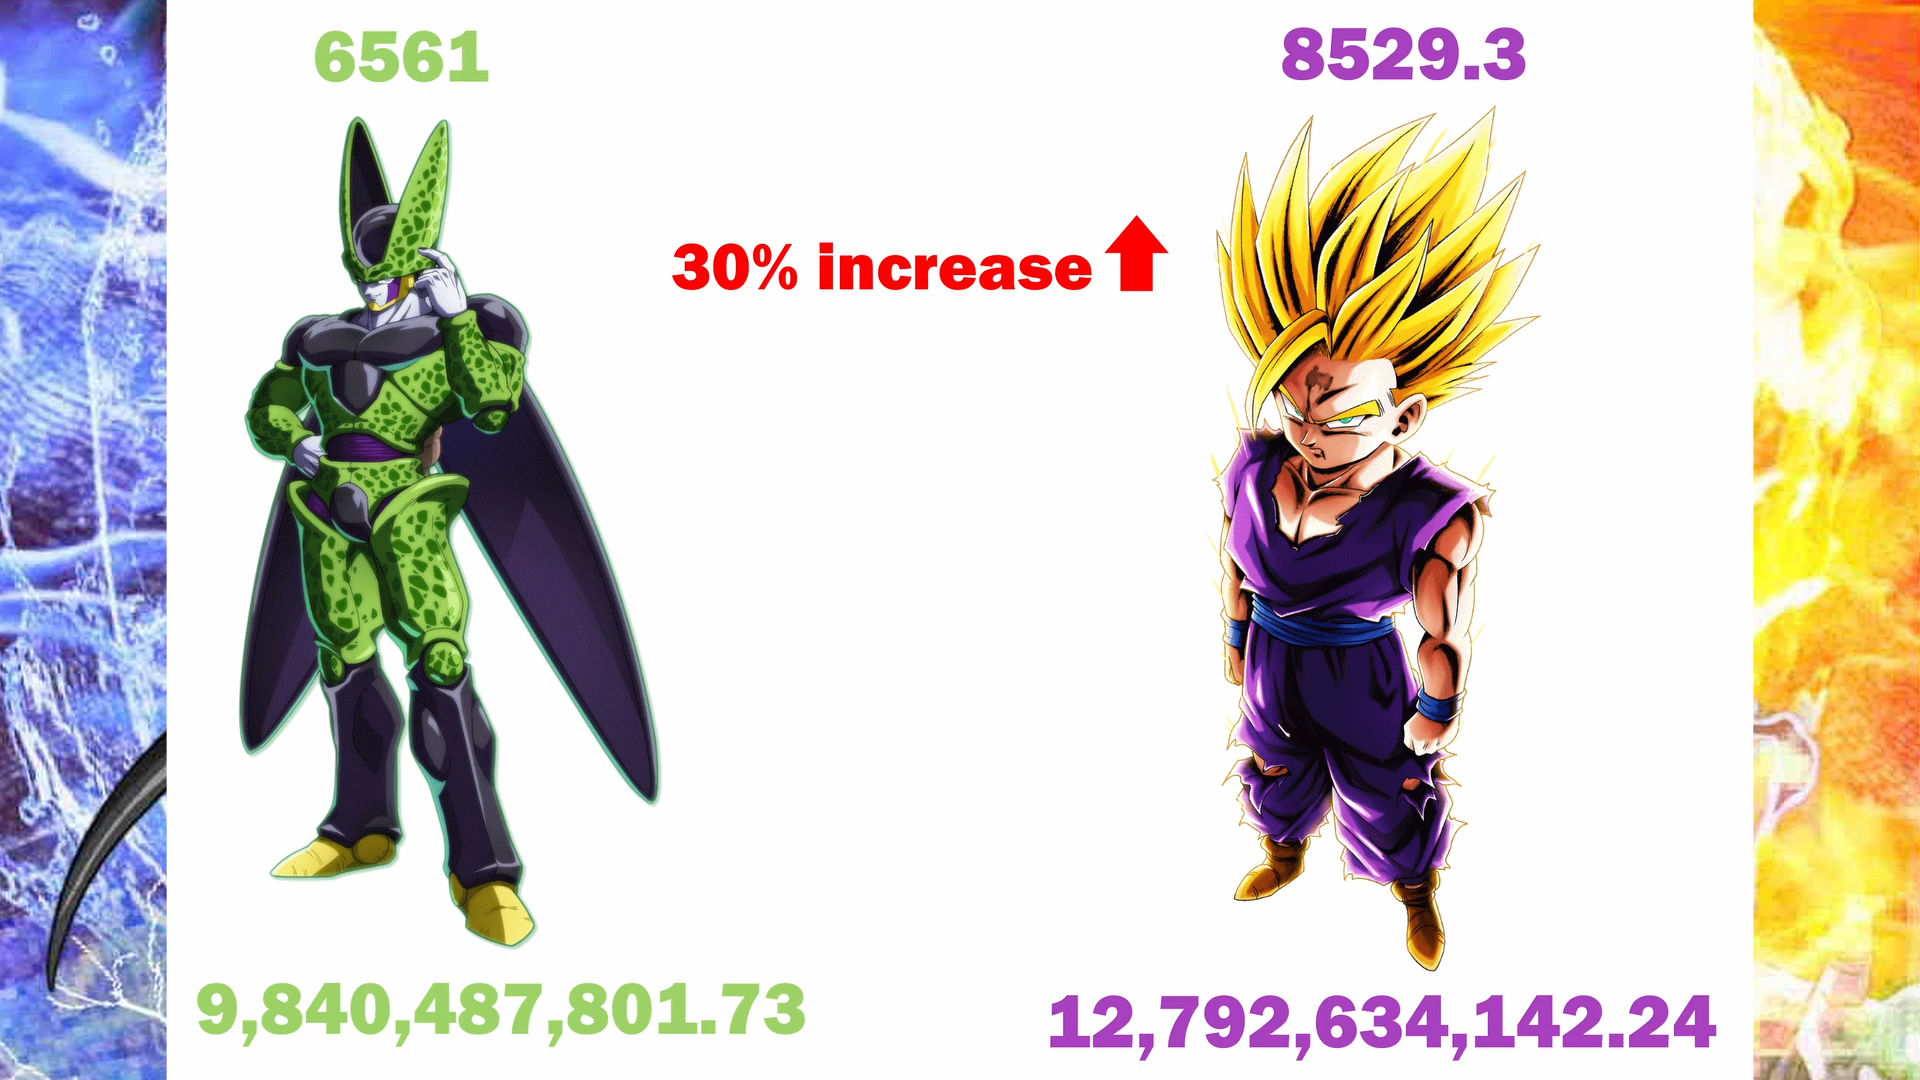 6561
8529.3
30% increase
9,840,487,801.73
12,792,634,142.24